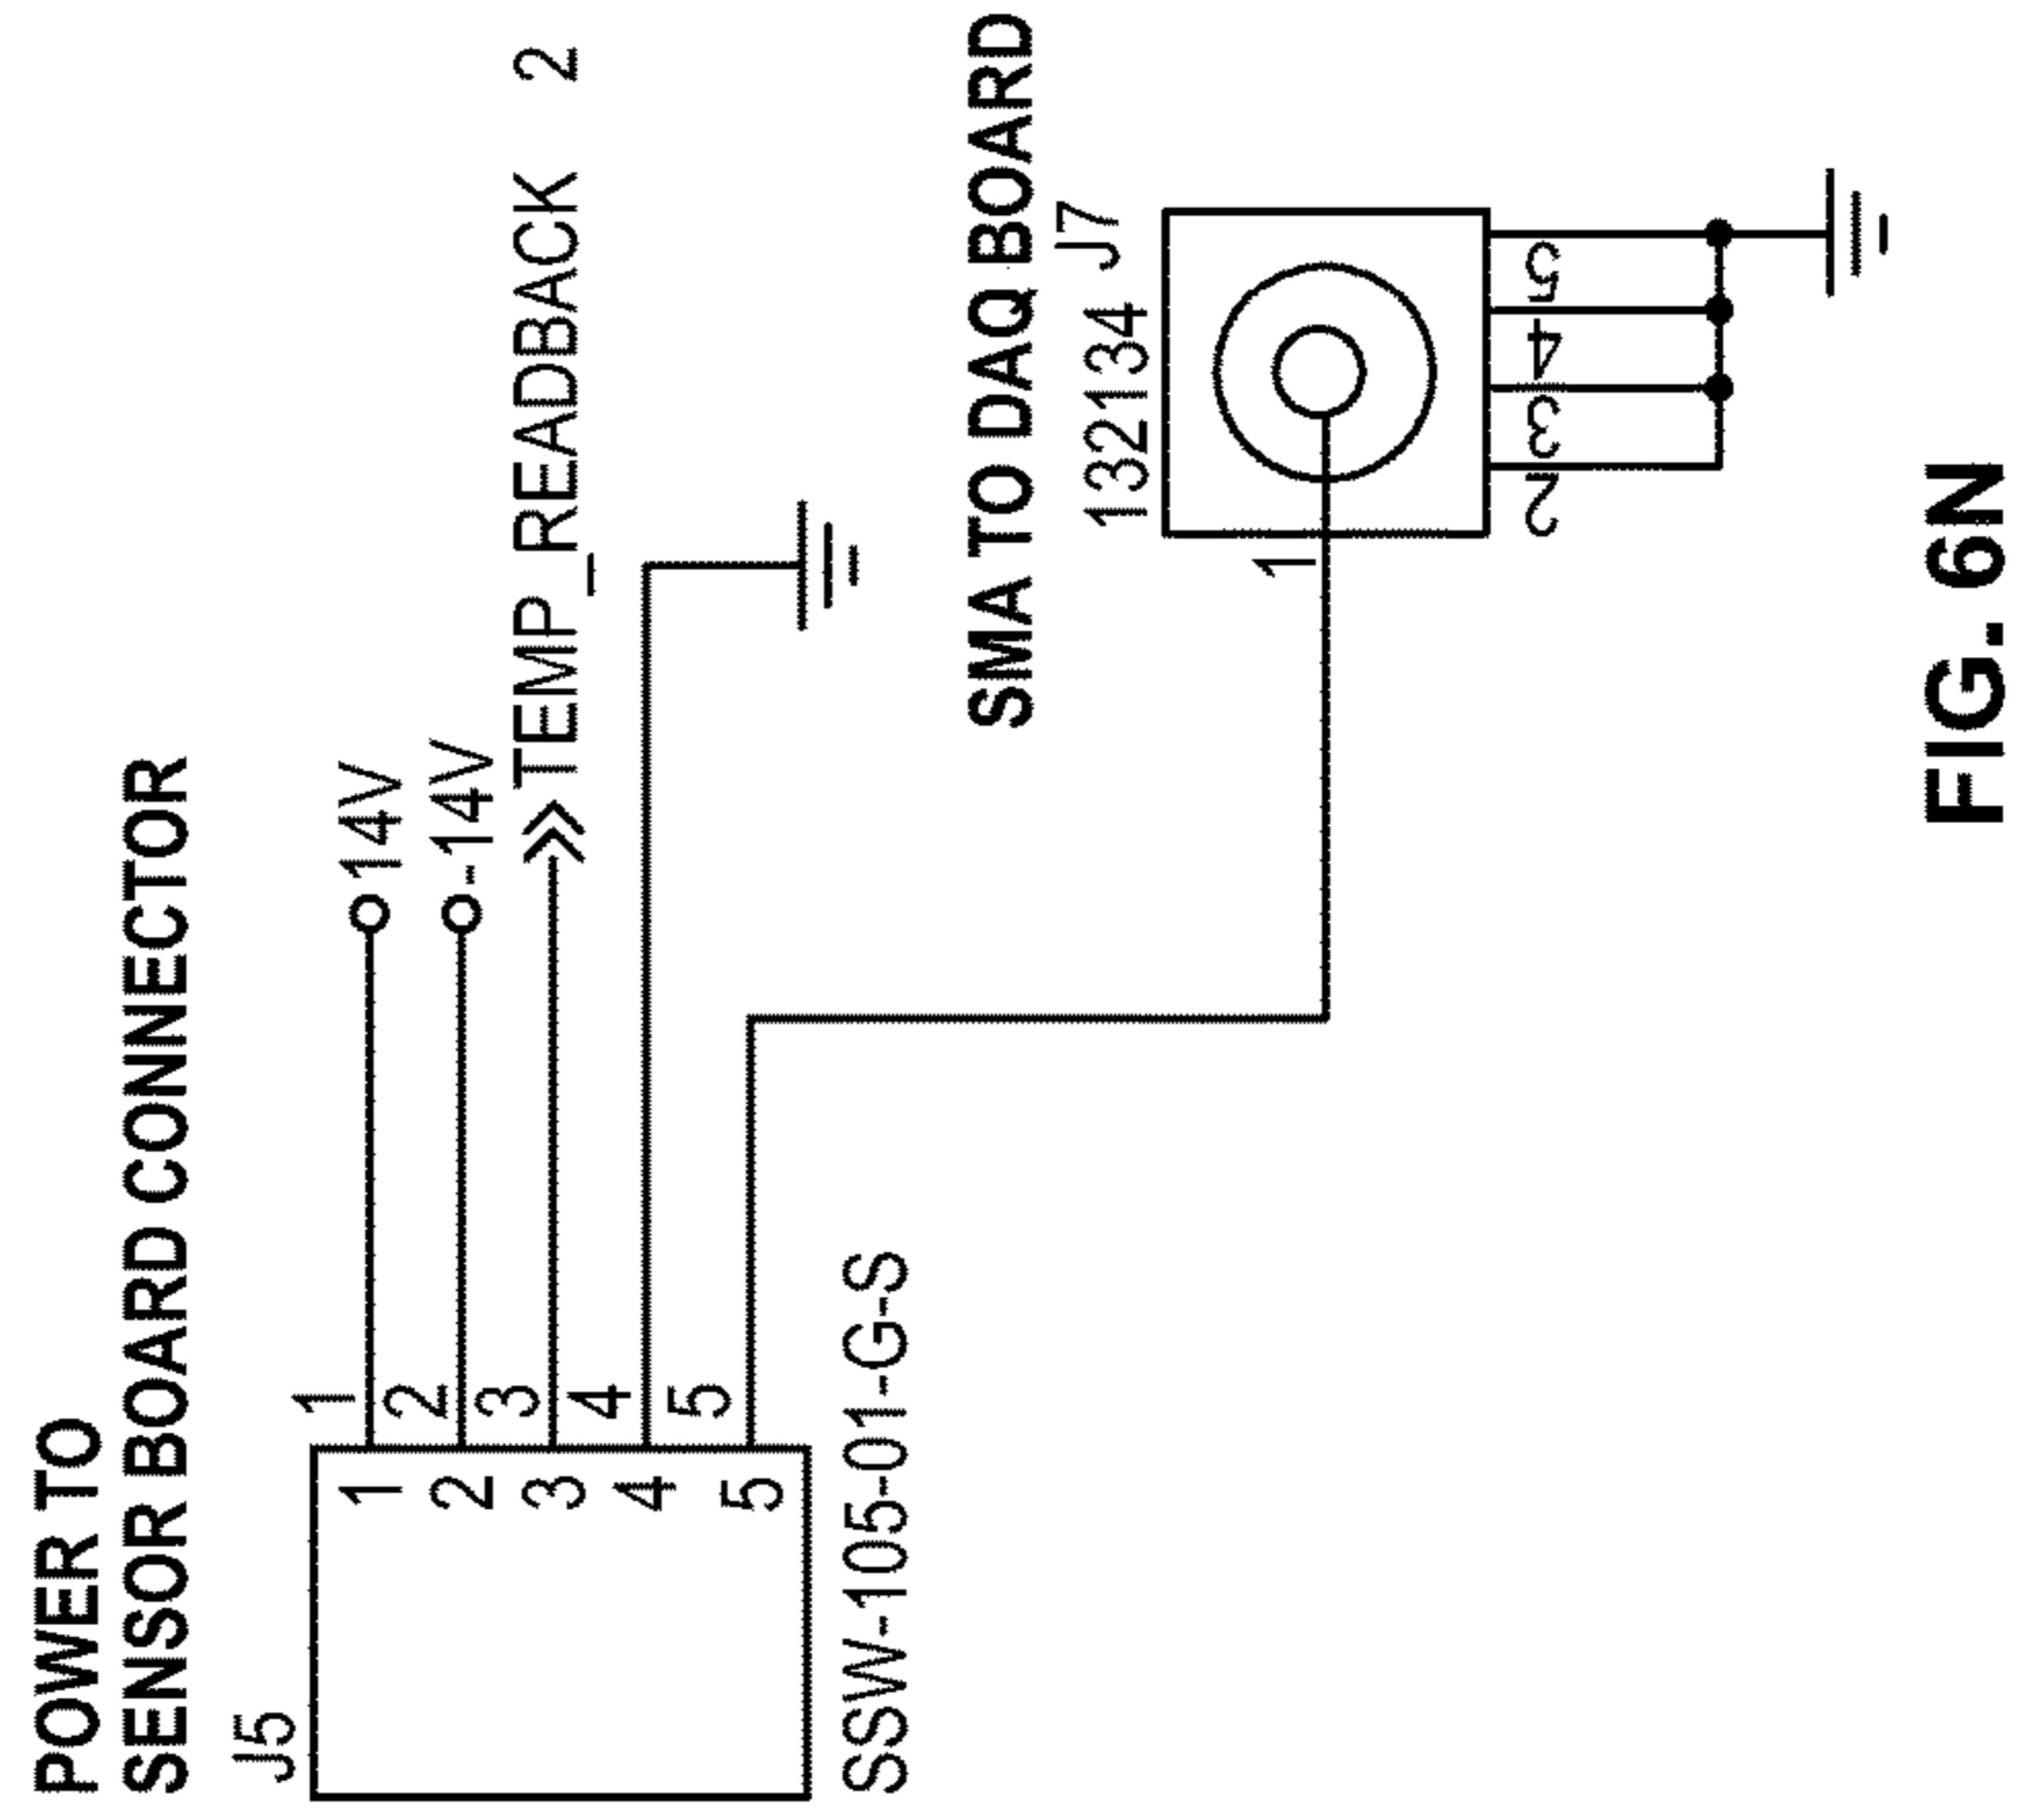 POWER TO
SENSOR BOARD CONNECTOR
J5
1
1
14V
2
2
-14V
3
3
TEMP_READBACK 2
4
4
5
5
SSW-105-01-G-S
SMA TO DAQ BOARD
J7
132134
1
2
3
4
5
FIG. 6N